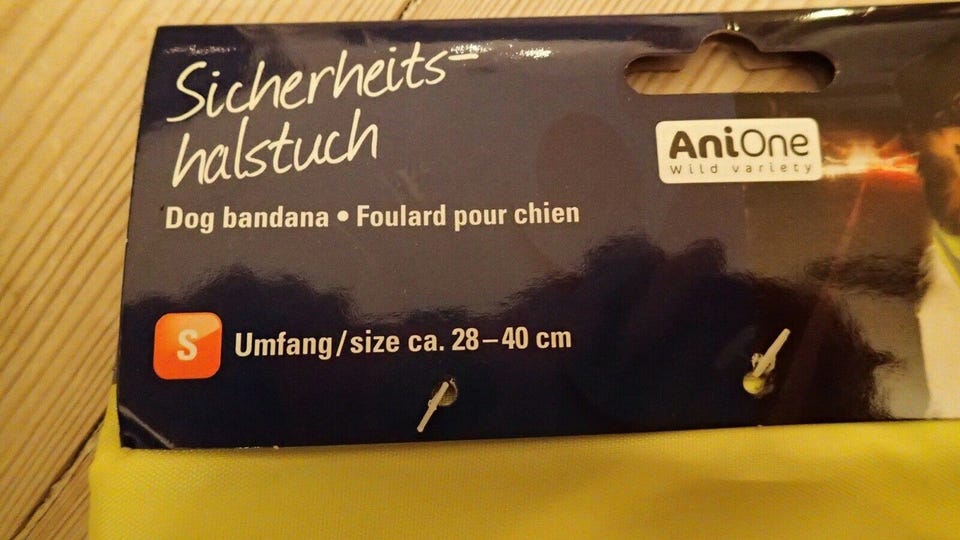 Sicherheits-
halstuch
AniOne
Wild variety
Dog bandana • Foulard pour chien
S
Umfang/size ca. 28–40 cm